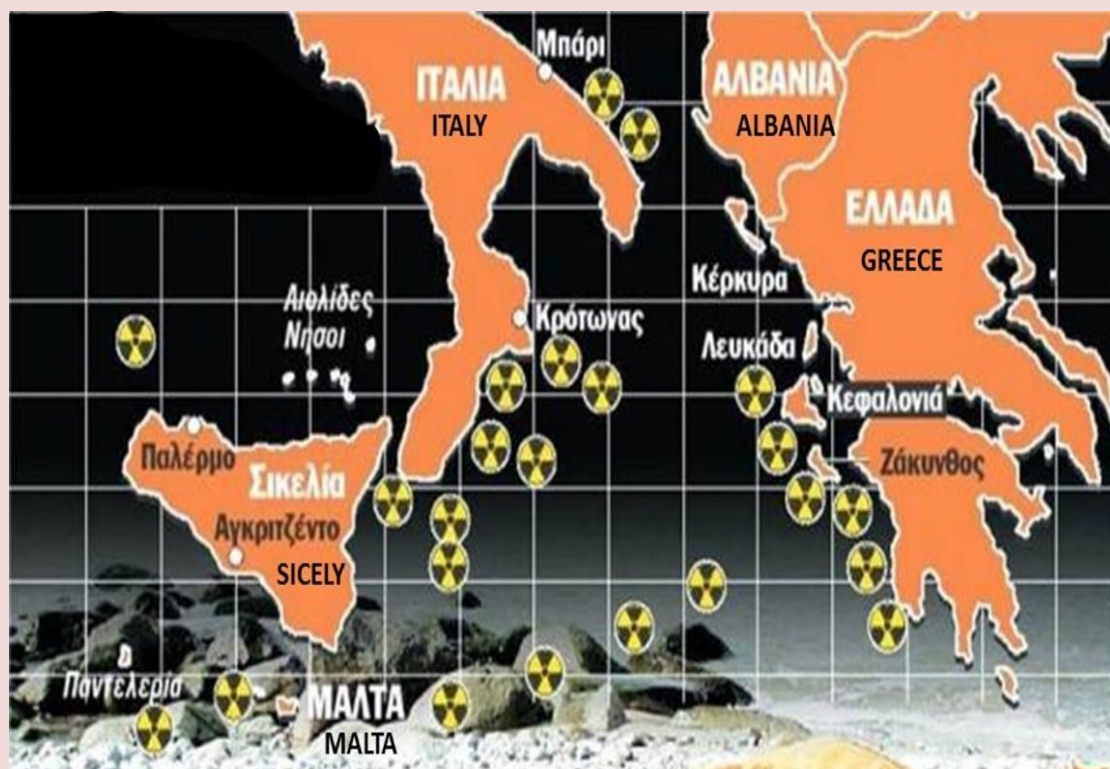 Μπάρι
ΙΤΑΛΙΑ
ITALY
ΑΛΒΑΝΙΑ
ALBANIA
ΕΛΛΑΔΑ
GREECE
Κέρκυρα
Αιολίδες
Νήσοι
Κρότωνας
Λευκάδα
Κεφαλονιά
Παλέρμο
Σικελία
Ζάκυνθος
Αγκριτζέντο
SICELY
Παντελερία
ΜΑΛΤΑ
MALTA